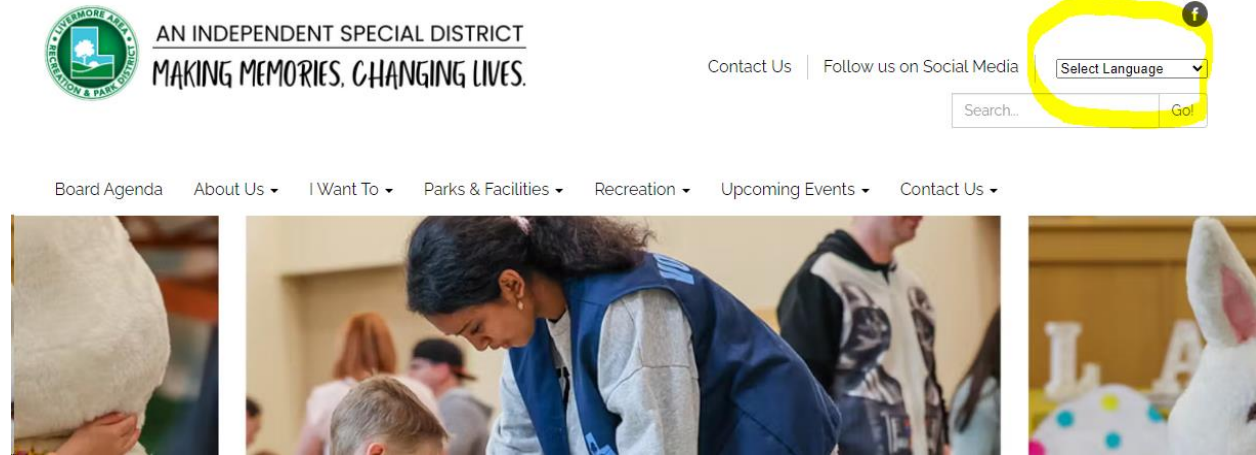 LIVERMORE AREA
RECREATION & PARK DISTRICT
AN INDEPENDENT SPECIAL DISTRICT
MAKING MEMORIES, CHANGING LIVES.
f
Contact Us
Follow us on Social Media
Select Language
Search...
Go!
Board Agenda
About Us
I Want To
Parks & Facilities
Recreation
Upcoming Events
Contact Us
L A